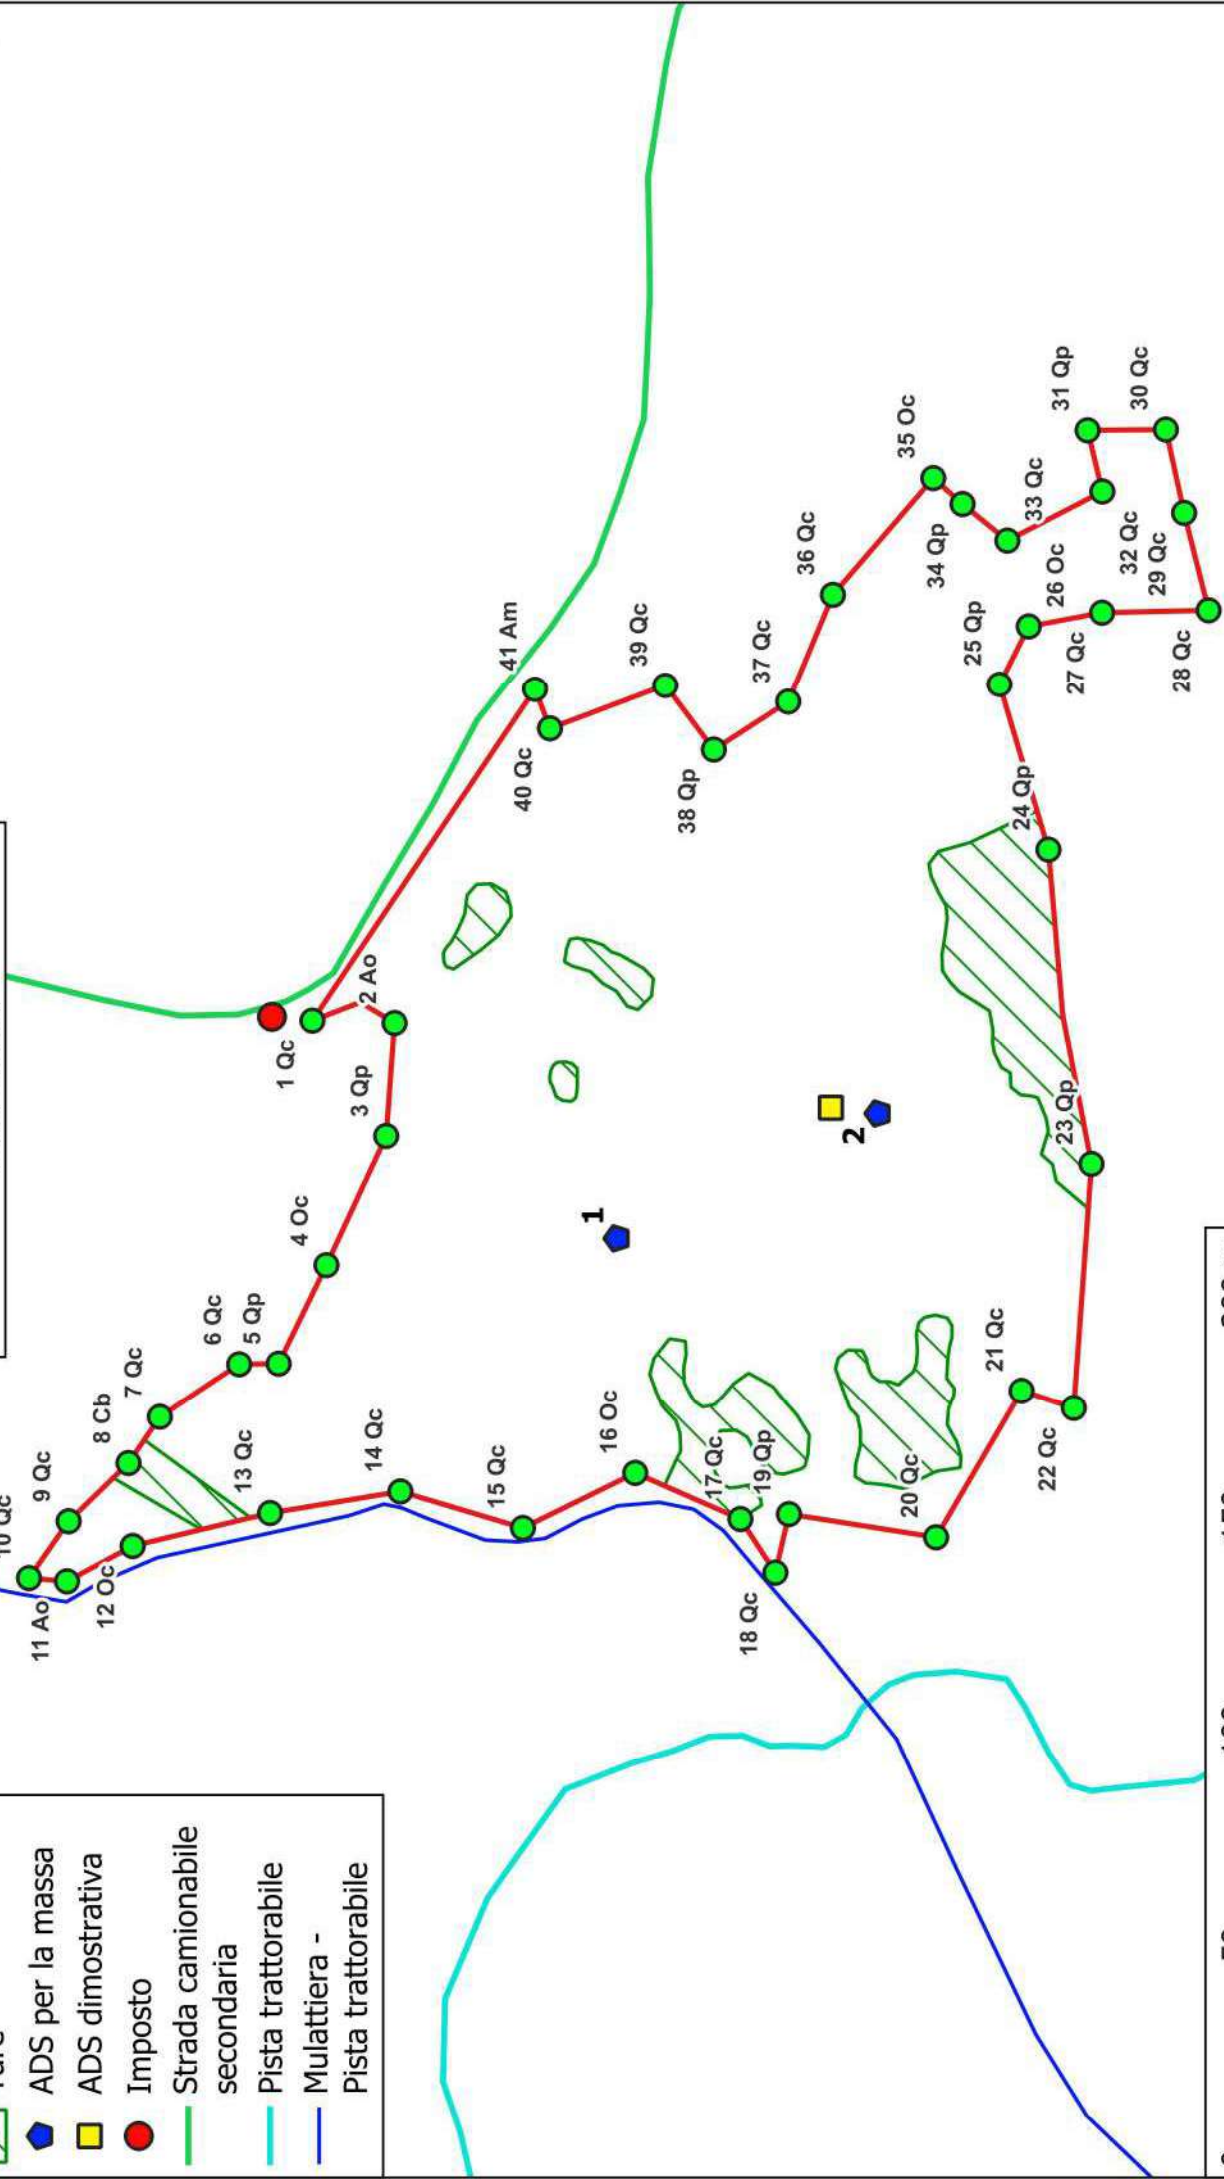 ADS per la massa
ADS dimostrativa
Imposto
Strada camionabile
secondaria
Pista trattorabile
Mulattiera -
Pista trattorabile
1 Qc
2 Ao
3 Qp
4 Oc
5 Qp
6 Qc
7 Qc
8 Cb
9 Qc
10 Qc
11 Ao
12 Oc
13 Qc
14 Qc
15 Qc
16 Oc
17 Qc
18 Qc
19 Qp
20 Qc
21 Qc
22 Qc
23 Qp
24 Qp
25 Qp
26 Oc
27 Qc
28 Qc
29 Qc
30 Qc
31 Qp
32 Qc
33 Qc
34 Qp
35 Oc
36 Qc
37 Qc
38 Qp
39 Qc
40 Qc
41 Am
1
2